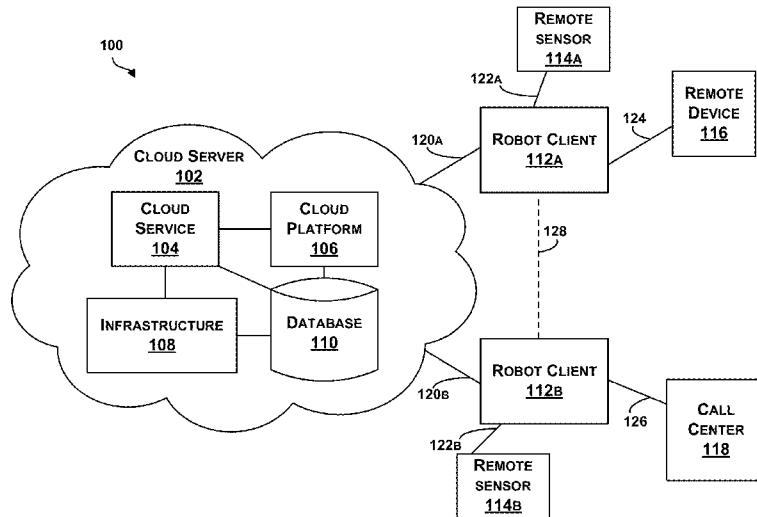 100
REMOTE
SENSOR
114A
122A
REMOTE
DEVICE
116
124
120A
ROBOT CLIENT
112A
CLOUD SERVER
102
CLOUD
SERVICE
104
CLOUD
PLATFORM
106
128
INFRASTRUCTURE
108
DATABASE
110
ROBOT CLIENT
112B
120B
126
CALL
CENTER
118
122B
REMOTE
SENSOR
114B